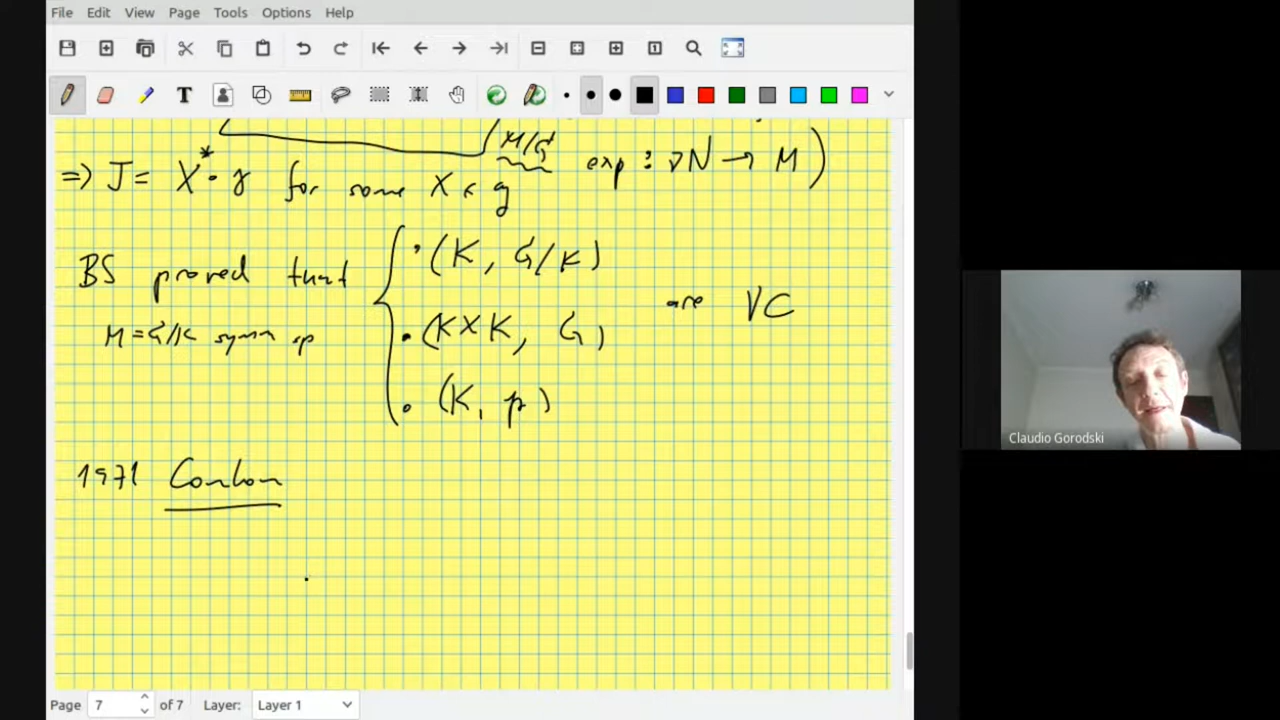 File Edit View Page Tools Options Help
M/G
⇒ J = X*·γ for some X ∈ g
exp : νN → M )
BS proved that
M = G/K symm sp
· (K, G/K)
· (K×K, G)
· (K, p)
are VC
1971 Conlon
Claudio Gorodski
Page 7 of 7 Layer: Layer 1